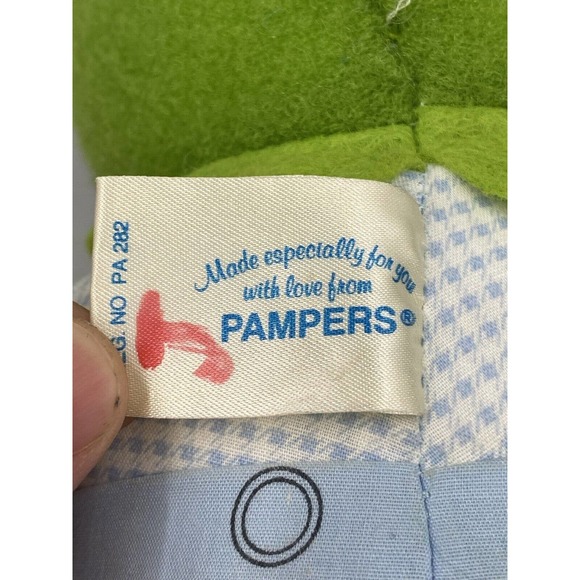 Made especially for you
with love from
PAMPERS®
NO PA 282